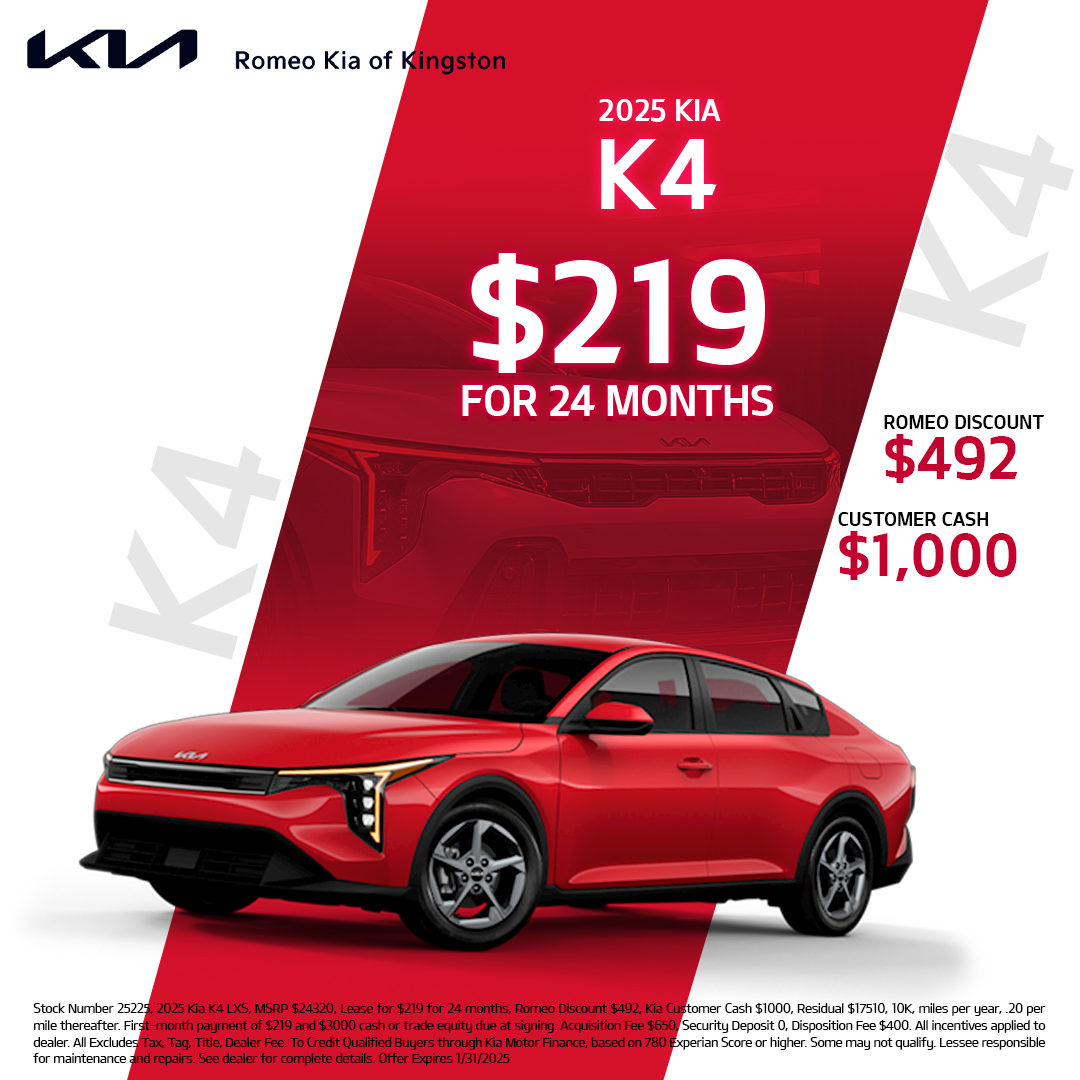 KIA Romeo Kia of Kingston
2025 KIA
K4
$219
FOR 24 MONTHS
K4
K4
ROMEO DISCOUNT
$492
CUSTOMER CASH
$1,000
KIA
KIA
Stock Number 25225, 2025 Kia K4 LXS, MSRP $24320, Lease for $219 for 24 months, Romeo Discount $492, Kia Customer Cash $1000, Residual $17510, 10K, miles per year, .20 per
mile thereafter. First-month payment of $219 and $3000 cash or trade equity due at signing. Acquisition Fee $650, Security Deposit 0, Disposition Fee $400. All incentives applied to
dealer. All Excludes Tax, Tag, Title, Dealer Fee. To Credit Qualified Buyers through Kia Motor Finance, based on 780 Experian Score or higher. Some may not qualify. Lessee responsible
for maintenance and repairs. See dealer for complete details. Offer Expires 1/31/2025